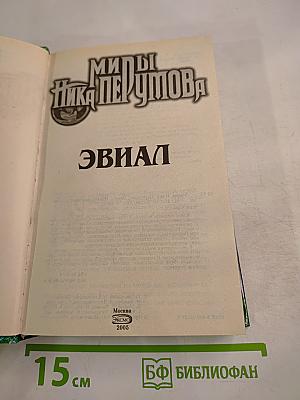 МИРЫ
НИКА ПЕРУМОВА
ЭВИАЛ
Москва
ЭКСМО
2005
15 см
БФ БИБЛИОФАН